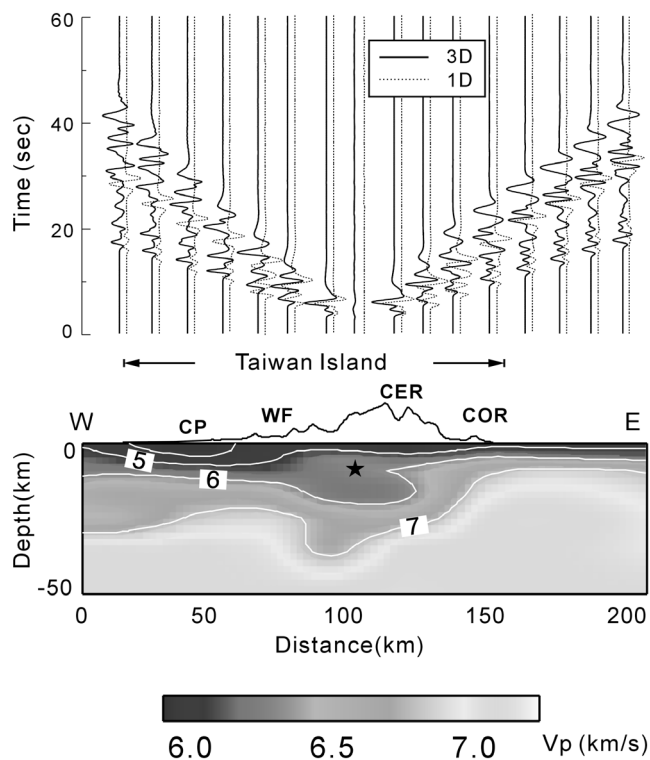 60
3D
1D
40
Time (sec)
20
0
Taiwan Island
W
CP
WF
CER
COR
E
0
5
6
7
Depth(km)
-50
0
50
100
150
200
Distance(km)
6.0
6.5
7.0
Vp (km/s)